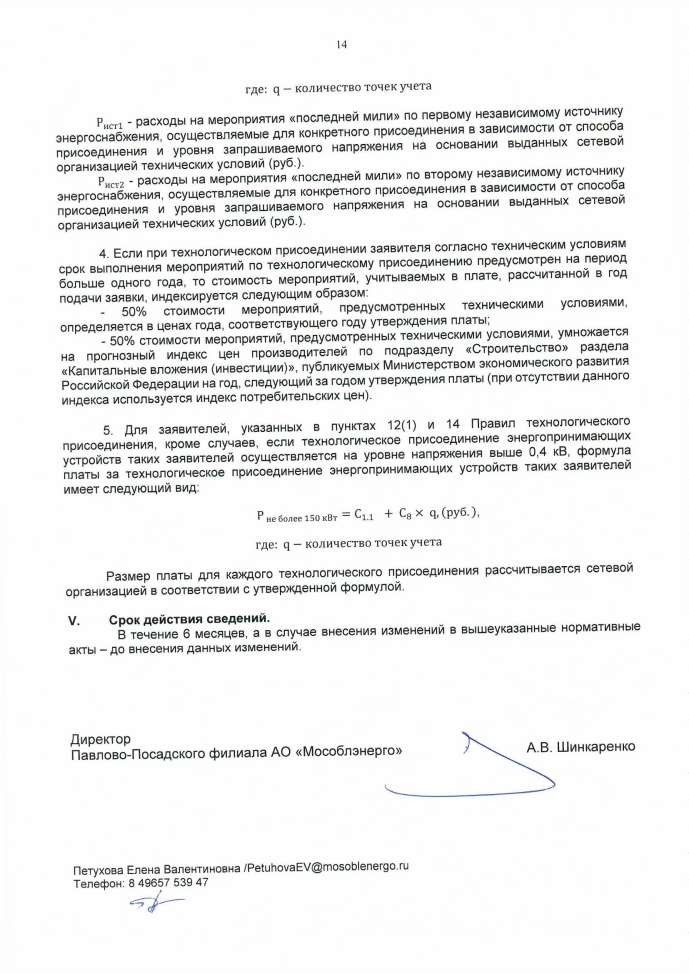 14
где: q − количество точек учета
Pист1 - расходы на мероприятия «последней мили» по первому независимому источнику
энергоснабжения, осуществляемые для конкретного присоединения в зависимости от способа
присоединения и уровня запрашиваемого напряжения на основании выданных сетевой
организацией технических условий (руб.).
Pист2 - расходы на мероприятия «последней мили» по второму независимому источнику
энергоснабжения, осуществляемые для конкретного присоединения в зависимости от способа
присоединения и уровня запрашиваемого напряжения на основании выданных сетевой
организацией технических условий (руб.).
4. Если при технологическом присоединении заявителя согласно техническим условиям
срок выполнения мероприятий по технологическому присоединению предусмотрен на период
больше одного года, то стоимость мероприятий, учитываемых в плате, рассчитанной в год
подачи заявки, индексируется следующим образом:
- 50% стоимости мероприятий, предусмотренных техническими условиями,
определяется в ценах года, соответствующего году утверждения платы;
- 50% стоимости мероприятий, предусмотренных техническими условиями, умножается
на прогнозный индекс цен производителей по подразделу «Строительство» раздела
«Капитальные вложения (инвестиции)», публикуемых Министерством экономического развития
Российской Федерации на год, следующий за годом утверждения платы (при отсутствии данного
индекса используется индекс потребительских цен).
5. Для заявителей, указанных в пунктах 12(1) и 14 Правил технологического
присоединения, кроме случаев, если технологическое присоединение энергопринимающих
устройств таких заявителей осуществляется на уровне напряжения выше 0,4 кВ, формула
платы за технологическое присоединение энергопринимающих устройств таких заявителей
имеет следующий вид:
P не более 150 кВт = C1.1 + C8 × q, (руб.),
где: q − количество точек учета
Размер платы для каждого технологического присоединения рассчитывается сетевой
организацией в соответствии с утвержденной формулой.
V. Срок действия сведений.
В течение 6 месяцев, а в случае внесения изменений в вышеуказанные нормативные
акты – до внесения данных изменений.
Директор
Павлово-Посадского филиала АО «Мособлэнерго» А.В. Шинкаренко
Петухова Елена Валентиновна /PetuhovaEV@mosoblenergo.ru
Телефон: 8 49657 539 47